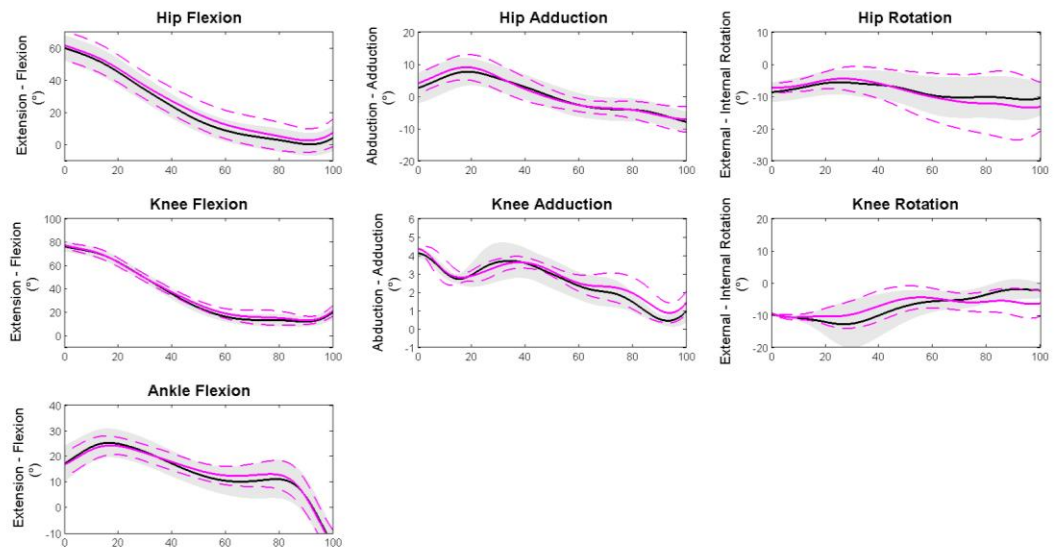 Hip Flexion
Extension - Flexion
(°)
60
40
20
0
0 20 40 60 80 100
Hip Adduction
Abduction - Adduction
(°)
20
10
0
-10
-20
0 20 40 60 80 100
Hip Rotation
External - Internal Rotation
(°)
10
0
-10
-20
-30
0 20 40 60 80 100
Knee Flexion
Extension - Flexion
(°)
100
80
60
40
20
0
0 20 40 60 80 100
Knee Adduction
Abduction - Adduction
(°)
6
5
4
3
2
1
0
-1
0 20 40 60 80 100
Knee Rotation
External - Internal Rotation
(°)
20
10
0
-10
-20
0 20 40 60 80 100
Ankle Flexion
Extension - Flexion
(°)
40
30
20
10
0
-10
0 20 40 60 80 100